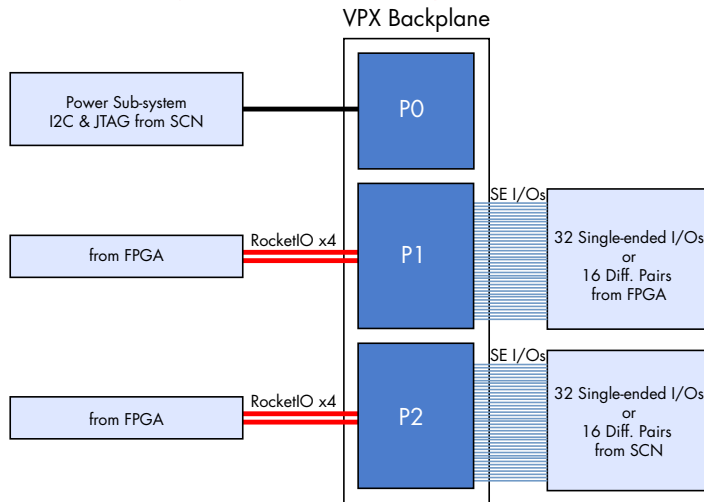 VPX Backplane
Power Sub-system
I2C & JTAG from SCN
P0
SE I/Os
from FPGA
RocketIO x4
P1
32 Single-ended I/Os
or
16 Diff. Pairs
from FPGA
SE I/Os
from FPGA
RocketIO x4
P2
32 Single-ended I/Os
or
16 Diff. Pairs
from SCN